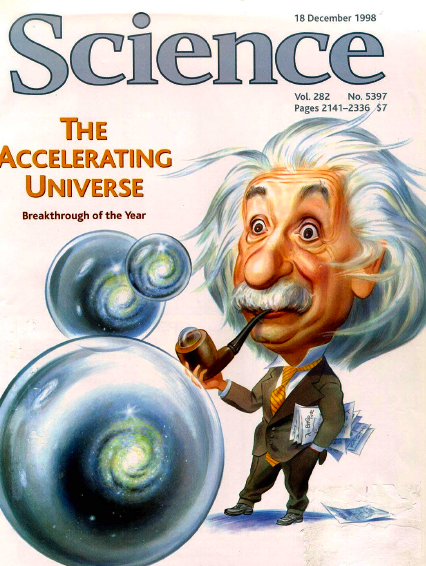 Science
18 December 1998
Vol. 282 No. 5397
Pages 2141–2336 $7
THE
ACCELERATING
UNIVERSE
Breakthrough of the Year